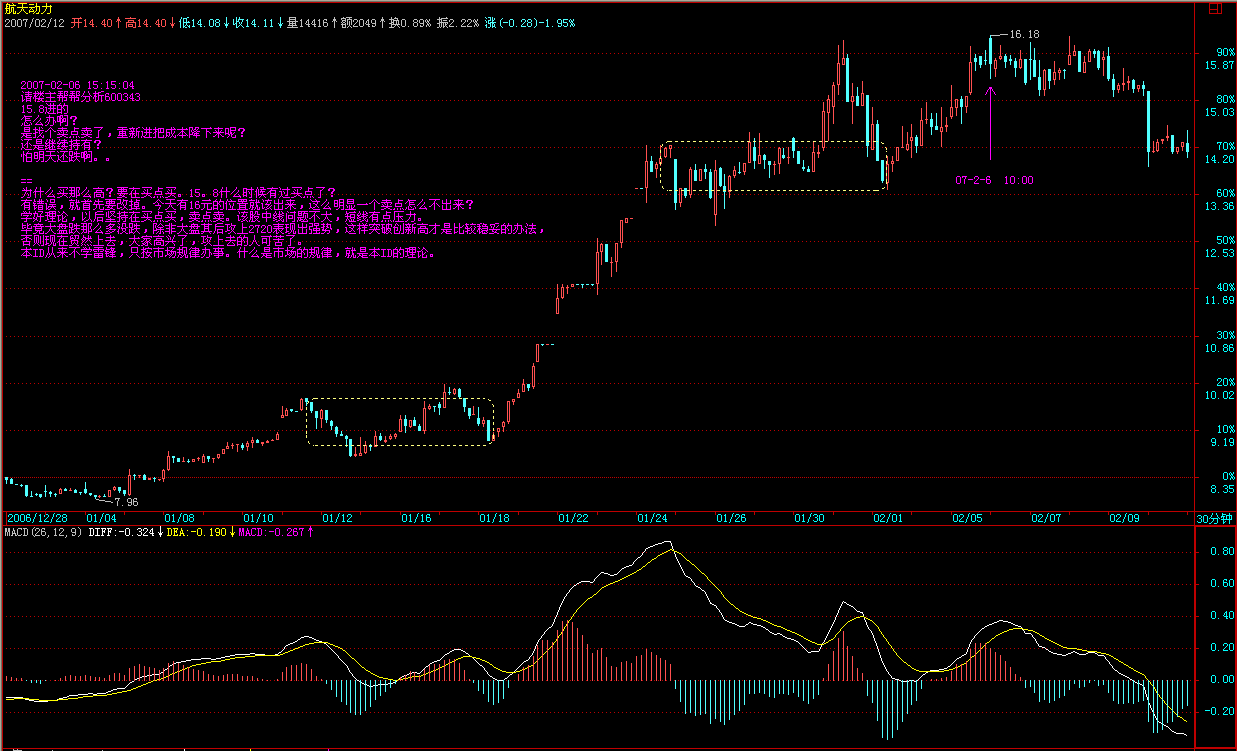 航天动力
2007/02/12 开14.40↑高14.40↓低14.08↓收14.11↓量14416↑额2049↑换0.89% 振2.22% 涨(-0.28)-1.95%
16.18
90%
15.87
2007-02-06 15:15:04
请楼主帮帮分析600343
15.8进的
怎么办啊?
是找个卖点卖了,重新进把成本降下来呢?
还是继续持有?
怕明天还跌啊。。
80%
15.03
70%
14.20
07-2-6 10:00
==
为什么买那么高?要在买点买。15。8什么时候有过买点了?
有错误,就首先要改掉。今天有16元的位置就该出来,这么明显一个卖点怎么不出来?
学好理论,以后坚持在买点买,卖点卖。该股中线问题不大,短线有点压力。
毕竟大盘跌那么多没跌,除非大盘其后攻上2720表现出强势,这样突破创新高才是比较稳妥的办法,
否则现在贸然上去,大家高兴了,攻上去的人可苦了。
本ID从来不学雷锋,只按市场规律办事。什么是市场的规律,就是本ID的理论。
60%
13.36
50%
12.53
40%
11.69
30%
10.86
20%
10.02
10%
9.19
0%
8.35
7.96
2006/12/28 01/04 01/08 01/10 01/12 01/16 01/18 01/22 01/24 01/26 01/30 02/01 02/05 02/07 02/09 30分钟
MACD(26,12,9) DIFF:-0.324↓DEA:-0.190↓MACD:-0.267↑
0.80
0.60
0.40
0.20
0.00
-0.20